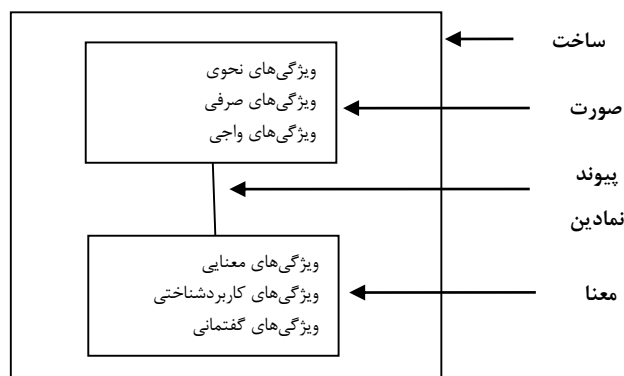 ساخت
ویژگی‌های نحوی
ویژگی‌های صرفی
ویژگی‌های واجی
صورت
پیوند
نمادین
ویژگی‌های معنایی
ویژگی‌های کاربردشناختی
ویژگی‌های گفتمانی
معنا